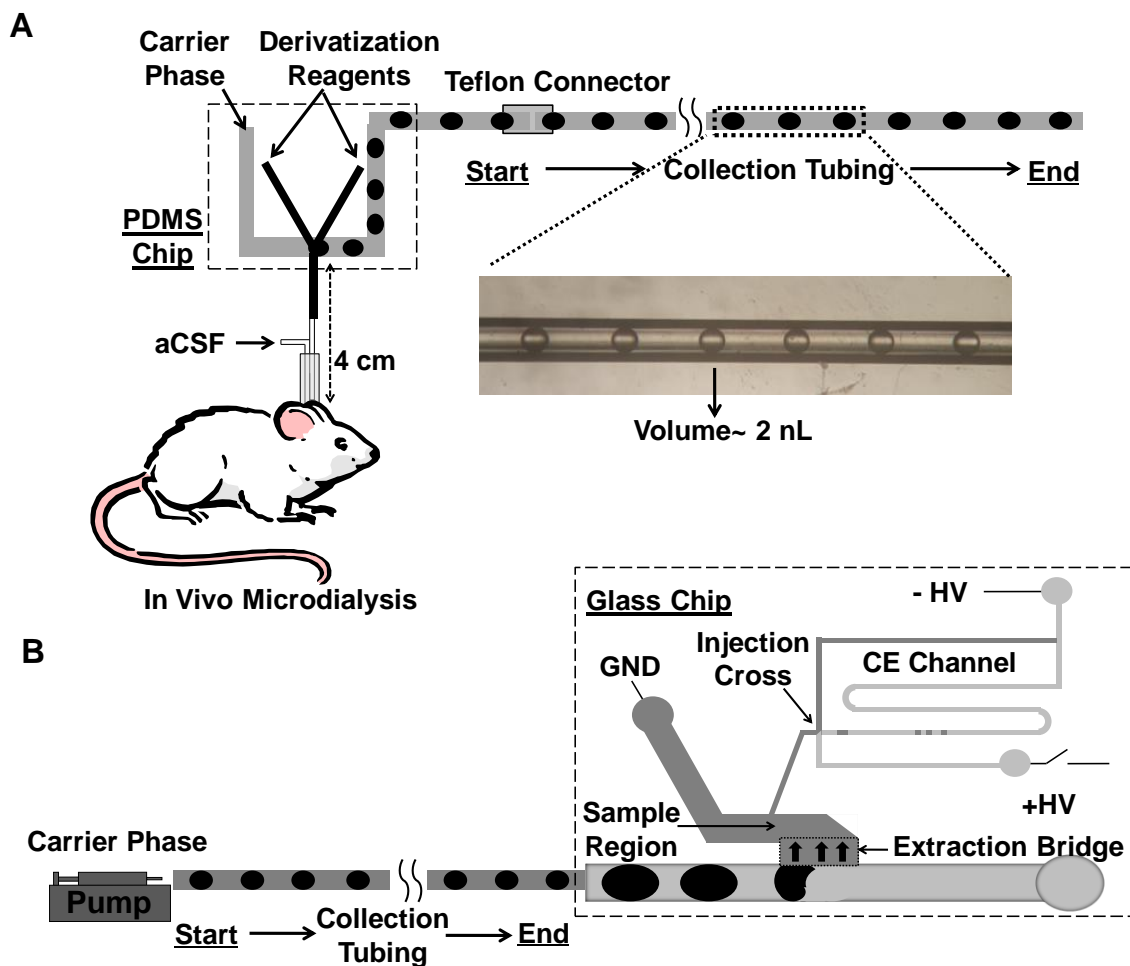 A
Carrier
Phase
Derivatization
Reagents
Teflon Connector
Start
Collection Tubing
End
PDMS
Chip
aCSF
4 cm
Volume~ 2 nL
In Vivo Microdialysis
B
Glass Chip
- HV
Injection
Cross
CE Channel
GND
+HV
Sample
Region
Extraction Bridge
Carrier Phase
Pump
Start
Collection
Tubing
End